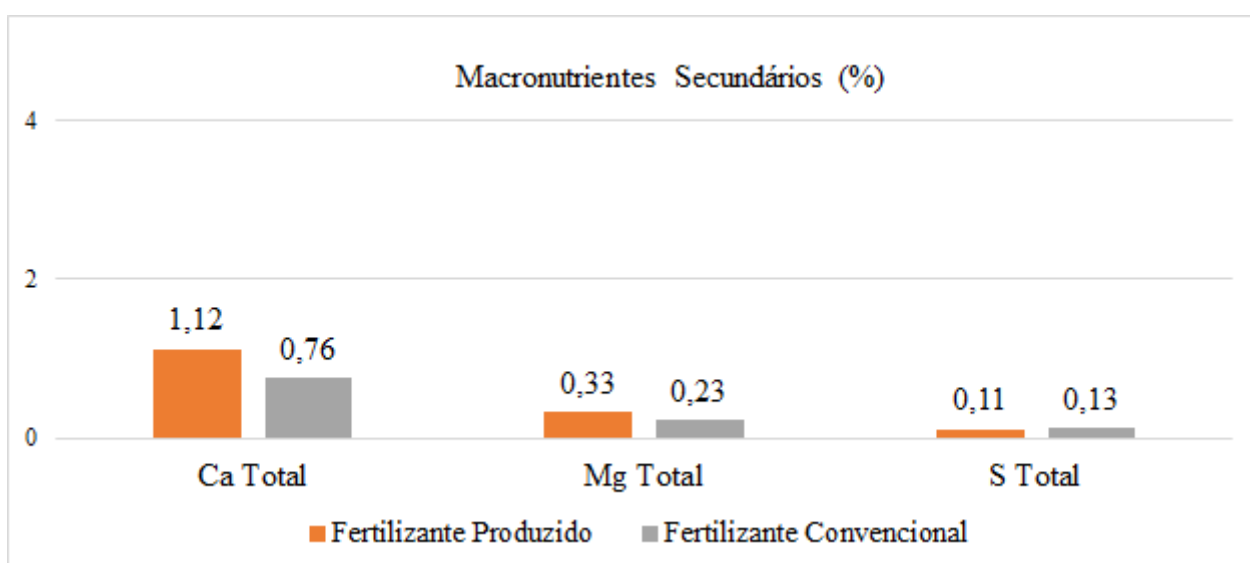 Macronutrientes Secundários (%)
4
2
1,12
0,76
0,33
0,23
0,11
0,13
0
Ca Total
Mg Total
S Total
Fertilizante Produzido
Fertilizante Convencional